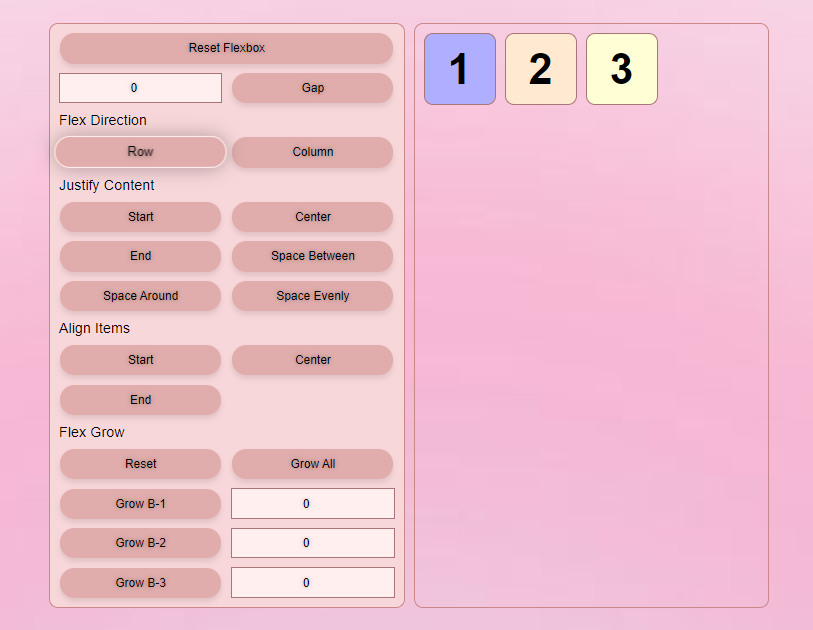 Reset Flexbox
0 Gap
Flex Direction
Row Column
Justify Content
Start Center
End Space Between
Space Around Space Evenly
Align Items
Start Center
End
Flex Grow
Reset Grow All
Grow B-1 0
Grow B-2 0
Grow B-3 0
1 2 3